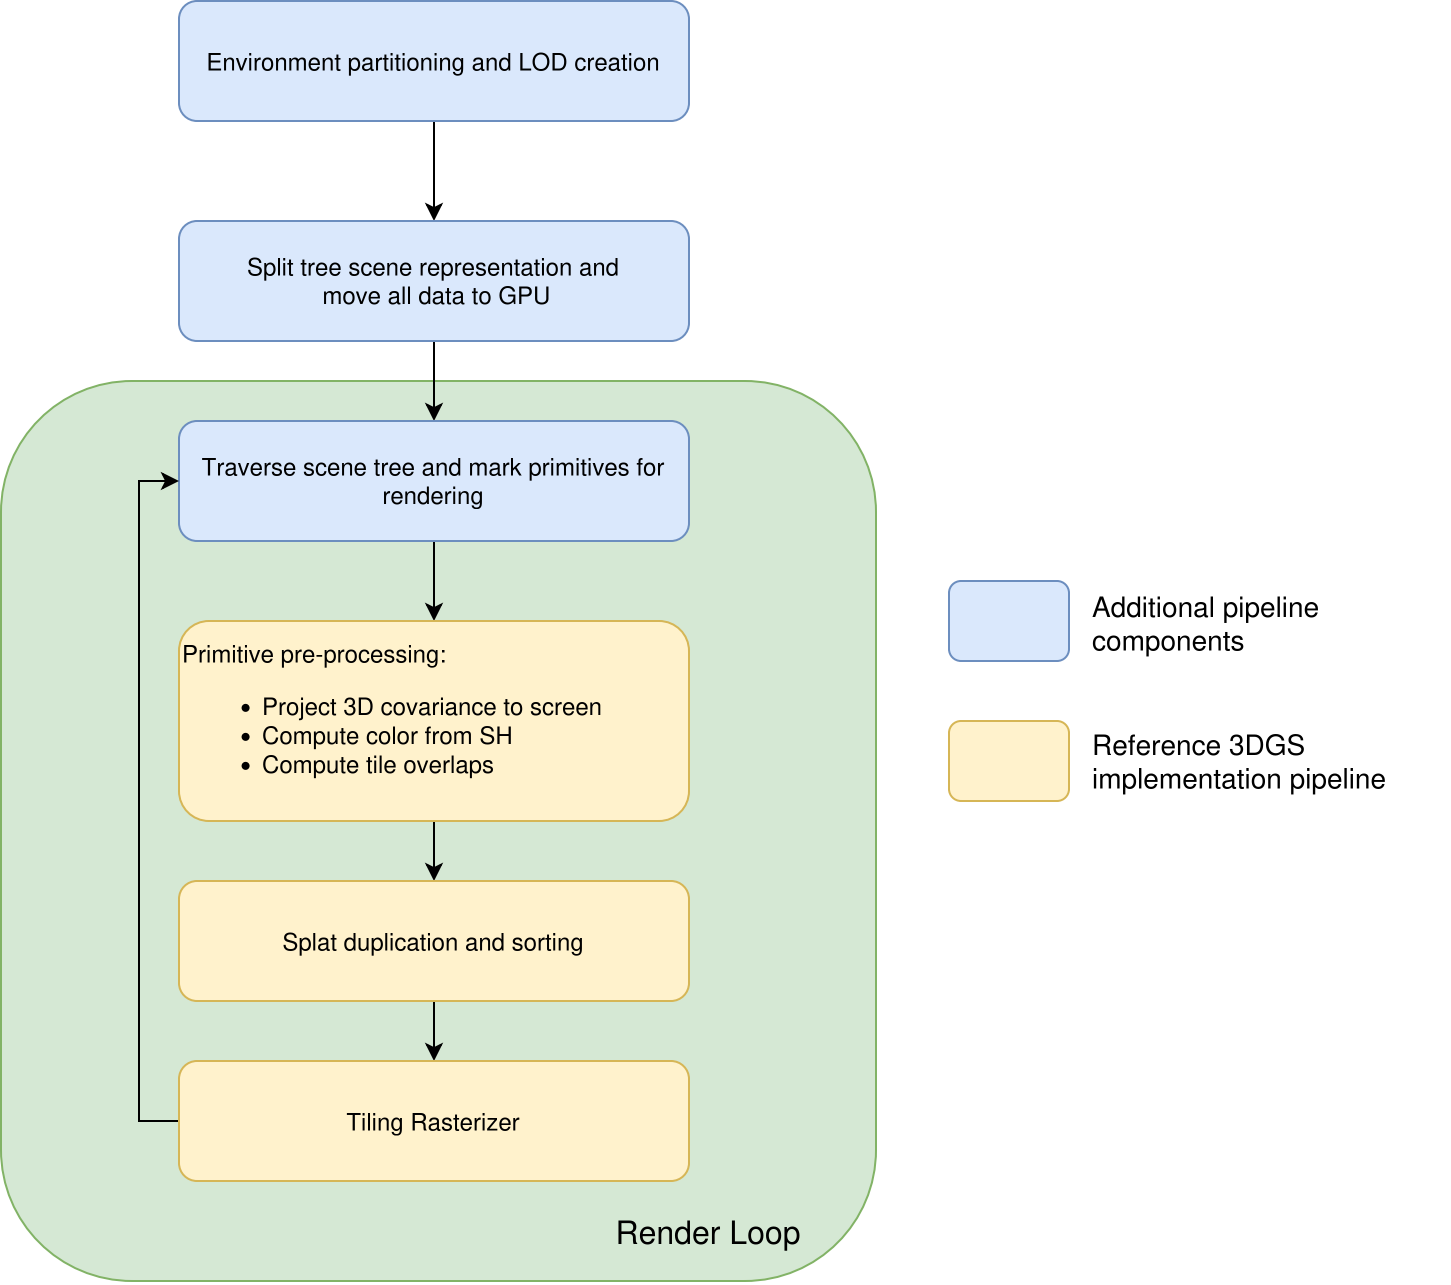 Environment partitioning and LOD creation
Split tree scene representation and
move all data to GPU
Traverse scene tree and mark primitives for
rendering
Primitive pre-processing:
• Project 3D covariance to screen
• Compute color from SH
• Compute tile overlaps
Splat duplication and sorting
Tiling Rasterizer
Render Loop
Additional pipeline
components
Reference 3DGS
implementation pipeline